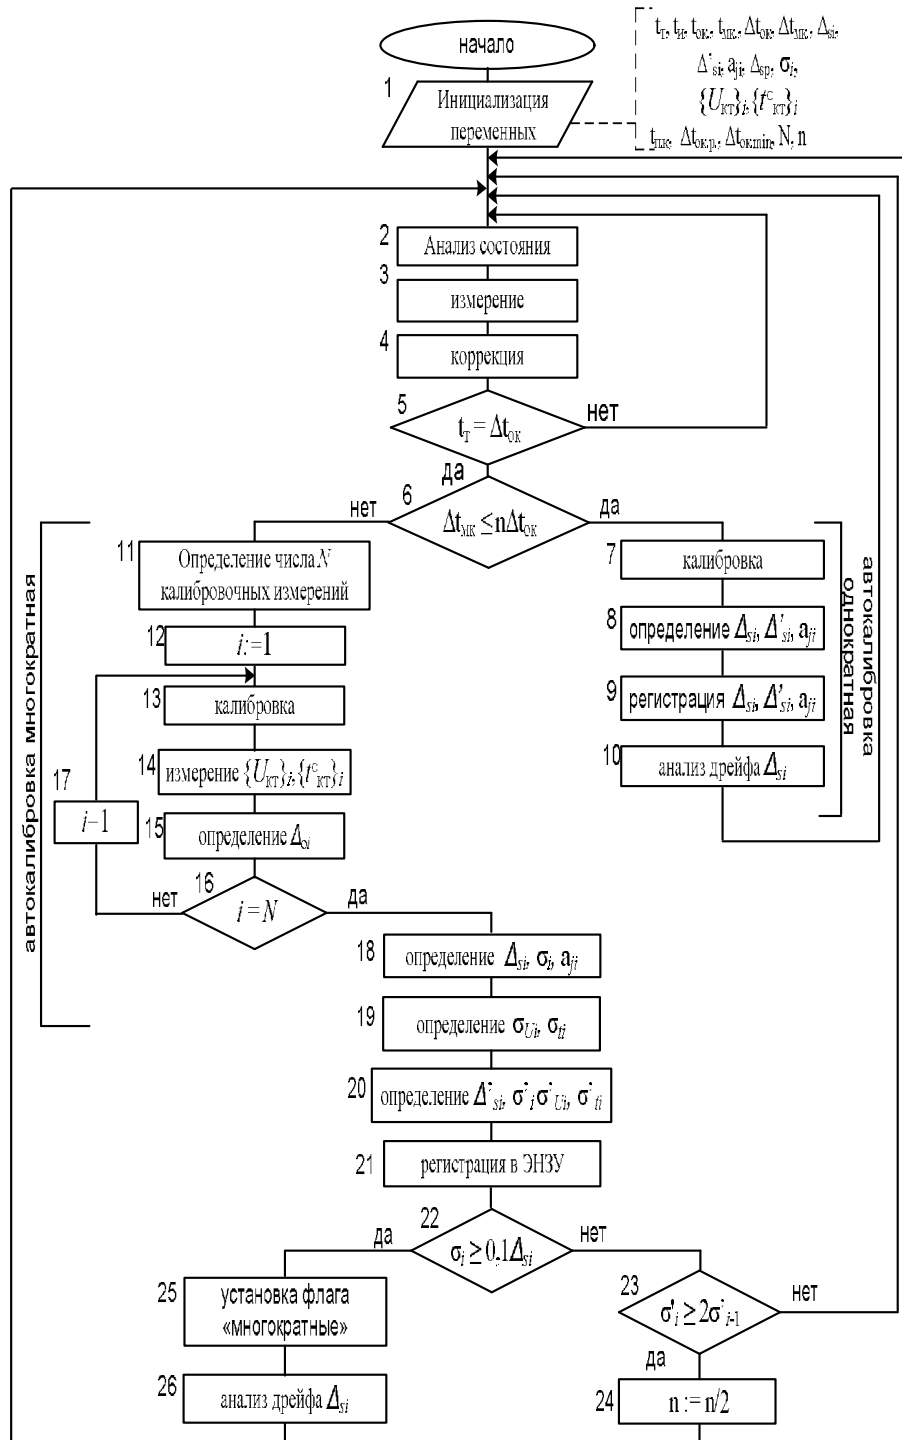 начало
t_т, t_и, t_ок, t_мк, Δt_ок, Δt_мк, Δ_si,
Δ'_si, a_ji, Δ_sp, σ_i,
{U_кт}_i, {t^c_кт}_i
t_пк, Δt_ок.р, Δt_окmin, N, n
1
Инициализация
переменных
2
Анализ состояния
3
измерение
4
коррекция
5
t_т = Δt_ок
нет
да
6
Δt_мк ≤ nΔt_ок
нет
да
автокалибровка многократная
11
Определение числа N
калибровочных измерений
12
i:=1
13
калибровка
14
измерение {U_кт}_i, {t^c_кт}_i
15
определение Δ_oi
16
i = N
нет
да
17
i–1
7
калибровка
8
определение Δ_si, Δ'_si, a_ji
9
регистрация Δ_si, Δ'_si, a_ji
10
анализ дрейфа Δ_si
автокалибровка
однократная
18
определение Δ_si, σ_i, a_ji
19
определение σ_Ui, σ_ti
20
определение Δ'_si, σ'_i σ'_Ui, σ'_ti
21
регистрация в ЭНЗУ
22
σ_i ≥ 0,1Δ_si
да
нет
25
установка флага
«многократные»
26
анализ дрейфа Δ_si
23
σ'_i ≥ 2σ'_i-1
нет
да
24
n := n/2